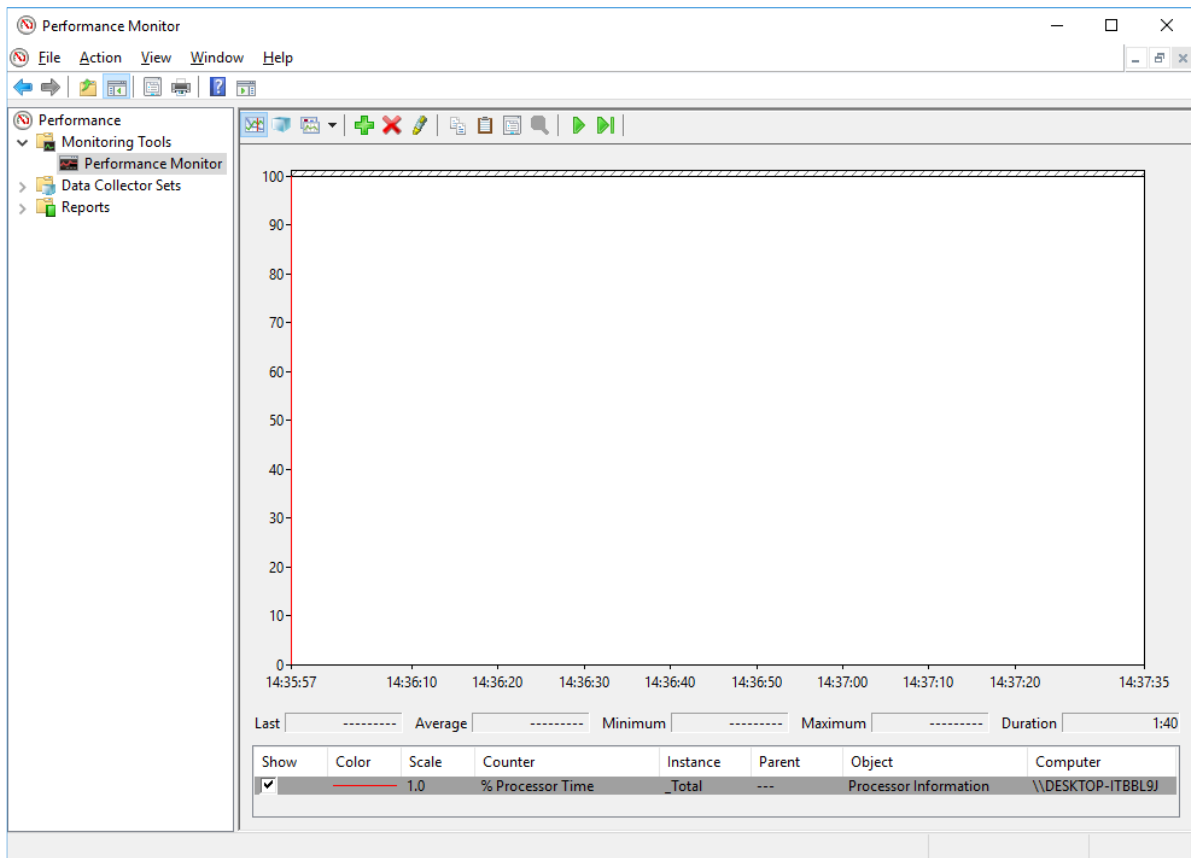 Performance Monitor
File Action View Window Help
Performance
Monitoring Tools
Performance Monitor
Data Collector Sets
Reports
100
90
80
70
60
50
40
30
20
10
0
14:35:57 14:36:10 14:36:20 14:36:30 14:36:40 14:36:50 14:37:00 14:37:10 14:37:20 14:37:35
Last --------- Average --------- Minimum --------- Maximum --------- Duration 1:40
Show Color Scale Counter Instance Parent Object Computer
1.0 % Processor Time _Total --- Processor Information \\DESKTOP-ITBBL9J